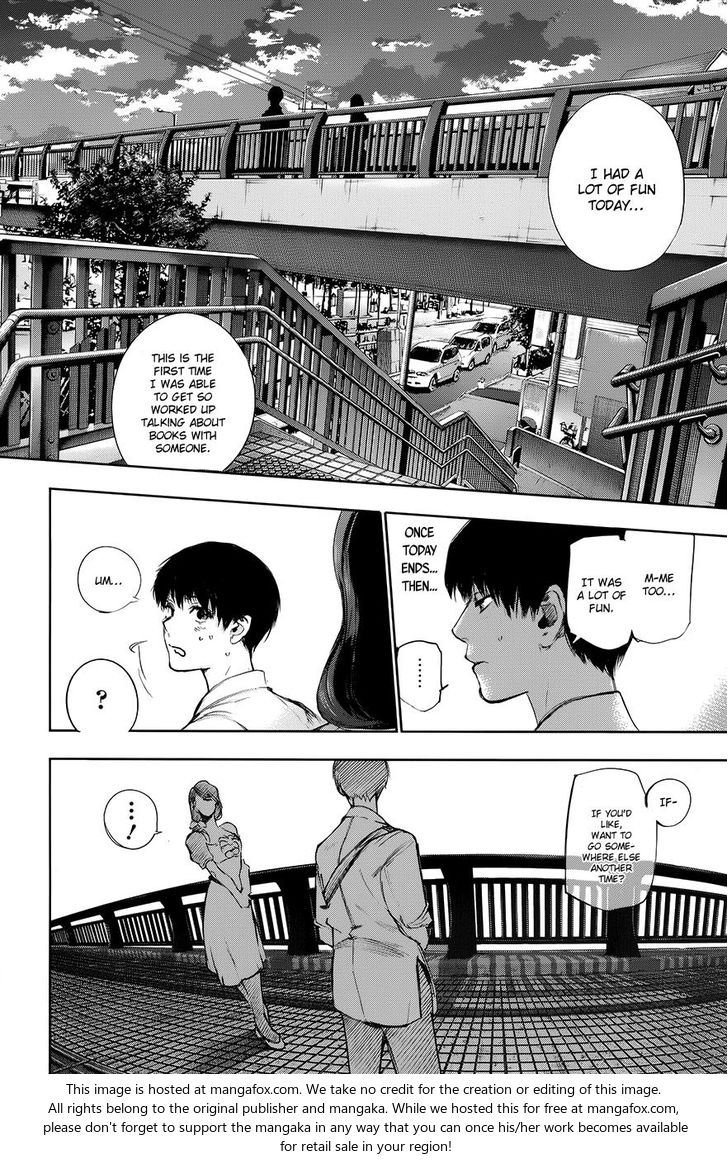 I HAD A
LOT OF FUN
TODAY...
THIS IS THE
FIRST TIME
I WAS ABLE
TO GET SO
WORKED UP
TALKING ABOUT
BOOKS WITH
SOMEONE.
M-ME
TOO...
IT WAS
A LOT OF
FUN.
ONCE
TODAY
ENDS...
THEN...
......
UM...
?
IF-
IF YOU'D
LIKE,
WANT TO
GO SOME-
WHERE ELSE
ANOTHER
TIME?
...!
This image is hosted at mangafox.com. We take no credit for the creation or editing of this image.
All rights belong to the original publisher and mangaka. While we hosted this for free at mangafox.com,
please don't forget to support the mangaka in any way that you can once his/her work becomes available
for retail sale in your region!